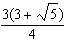 3(3 + √5)
4